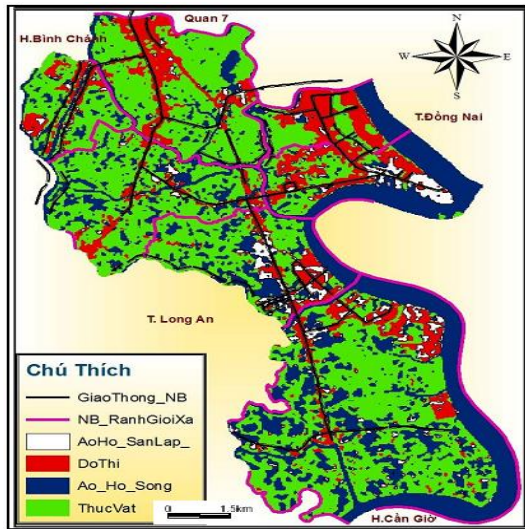 Quan 7
H.Bình Chánh
N
W
E
S
T.Đồng Nai
T. Long An
Chú Thích
GiaoThong_NB
NB_RanhGioiXa
AoHo_SanLap_
DoThi
Ao_Ho_Song
ThucVat
0 1.5km
H.Cần Giờ